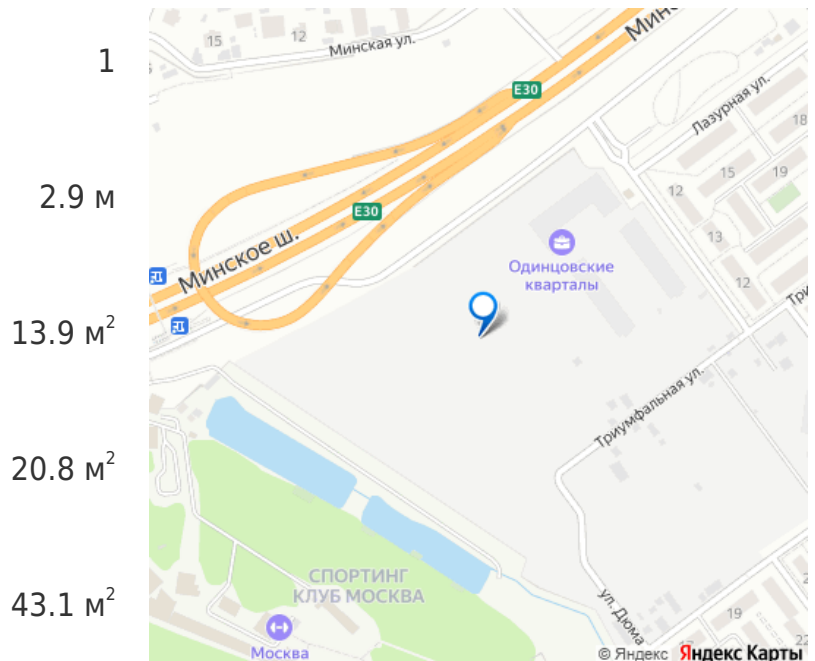 1
2.9 м
13.9 м²
20.8 м²
43.1 м²
15
12
Минская ул.
Минс
E30
Лазурная ул.
18
15
19
12
E30
Минское ш.
13
Одинцовские
кварталы
12
Три
Триумфальная ул.
СПОРТИНГ
КЛУБ МОСКВА
ул. Дюма
19
Москва
© Яндекс Яндекс Карты